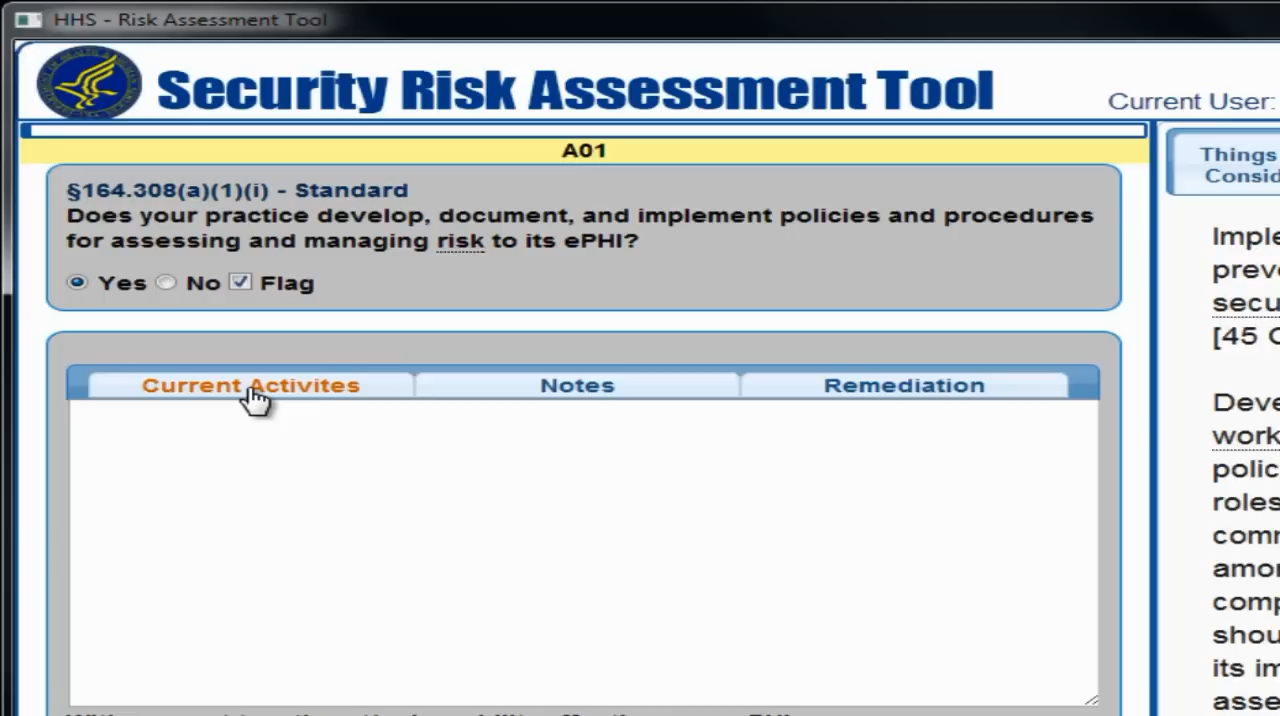 HHS - Risk Assessment Tool
Security Risk Assessment Tool
Current User:
A01
§164.308(a)(1)(i) - Standard
Does your practice develop, document, and implement policies and procedures
for assessing and managing risk to its ePHI?
Yes No Flag
Current Activites Notes Remediation
Things
Consid
Imple
preve
secu
[45 C
Deve
work
polic
roles
comm
amon
comp
shou
its im
asse